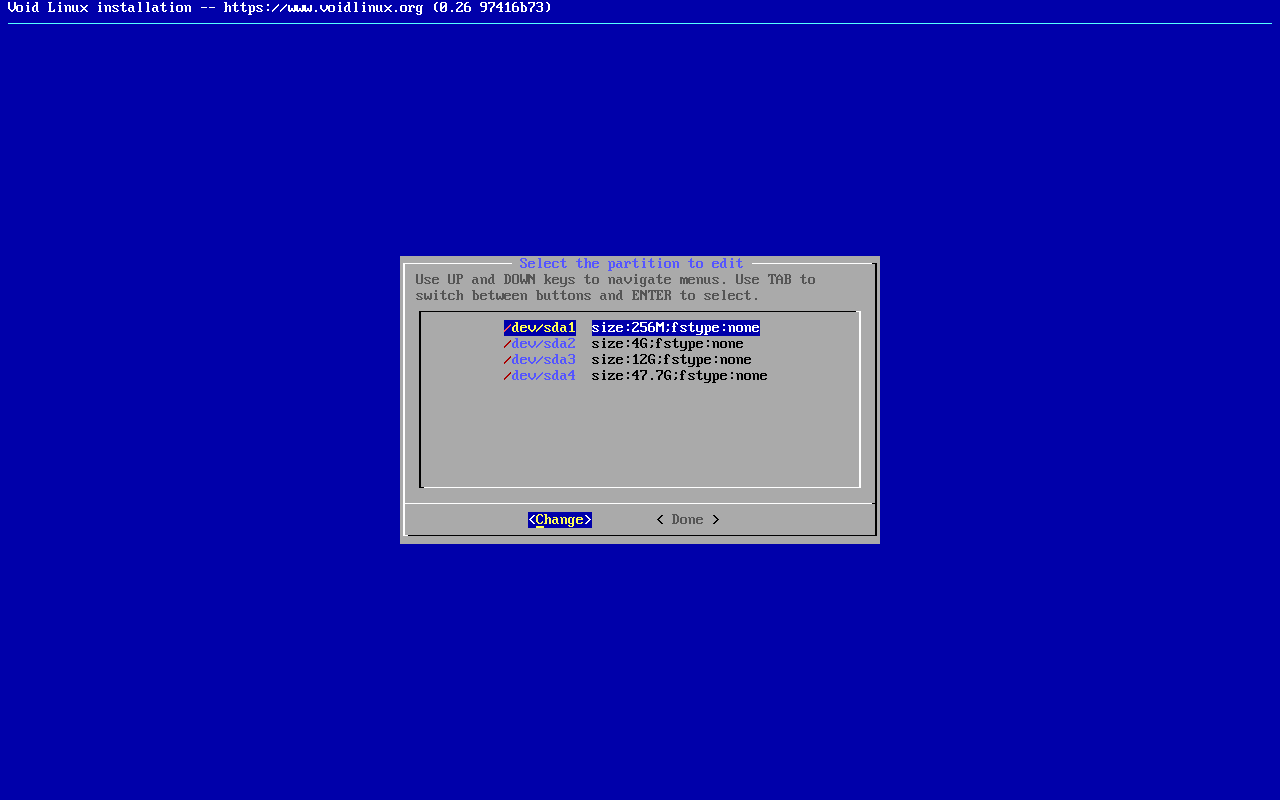 Void Linux installation -- https://www.voidlinux.org (0.26 97416b73)
Select the partition to edit
Use UP and DOWN keys to navigate menus. Use TAB to
switch between buttons and ENTER to select.
/dev/sda1 size:256M;fstype:none
/dev/sda2 size:4G;fstype:none
/dev/sda3 size:12G;fstype:none
/dev/sda4 size:47.7G;fstype:none
<Change> < Done >